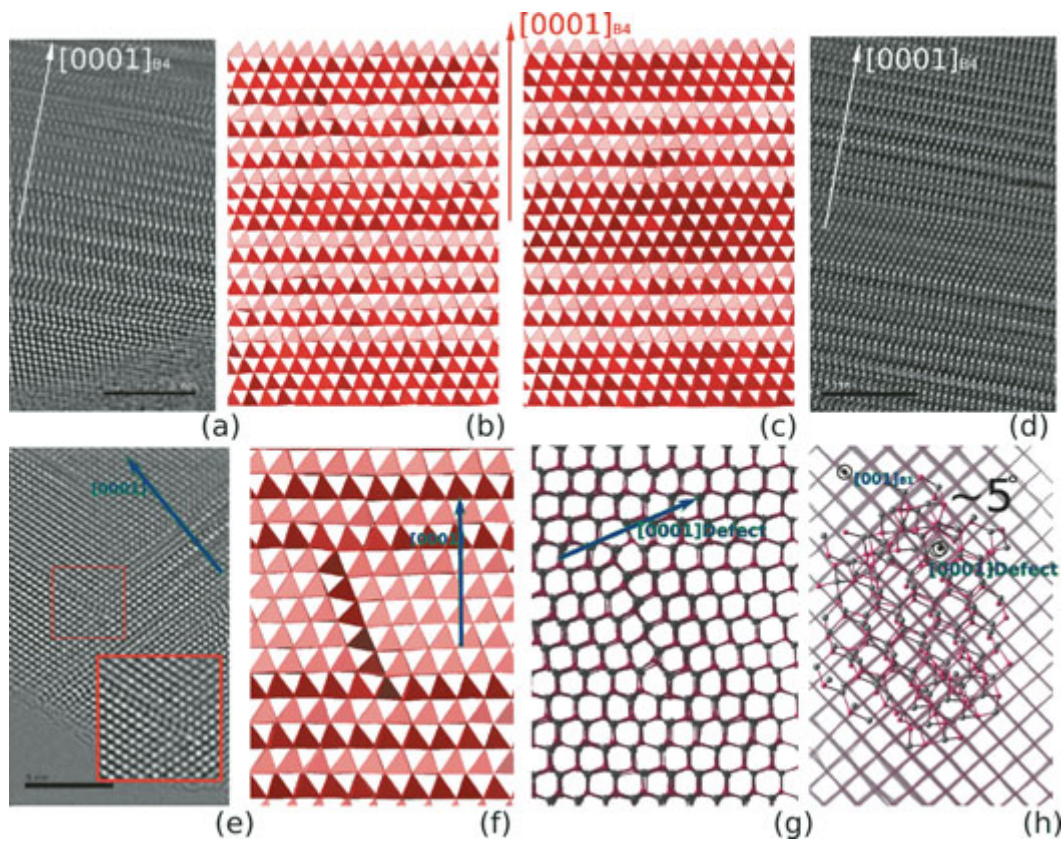 [0001]B4
[0001]B4
[0001]B4
(a)
(b)
(c)
(d)
[0001]
[0001]
[0001]Defect
[001]B1
~5°
[0001]Defect
(e)
(f)
(g)
(h)